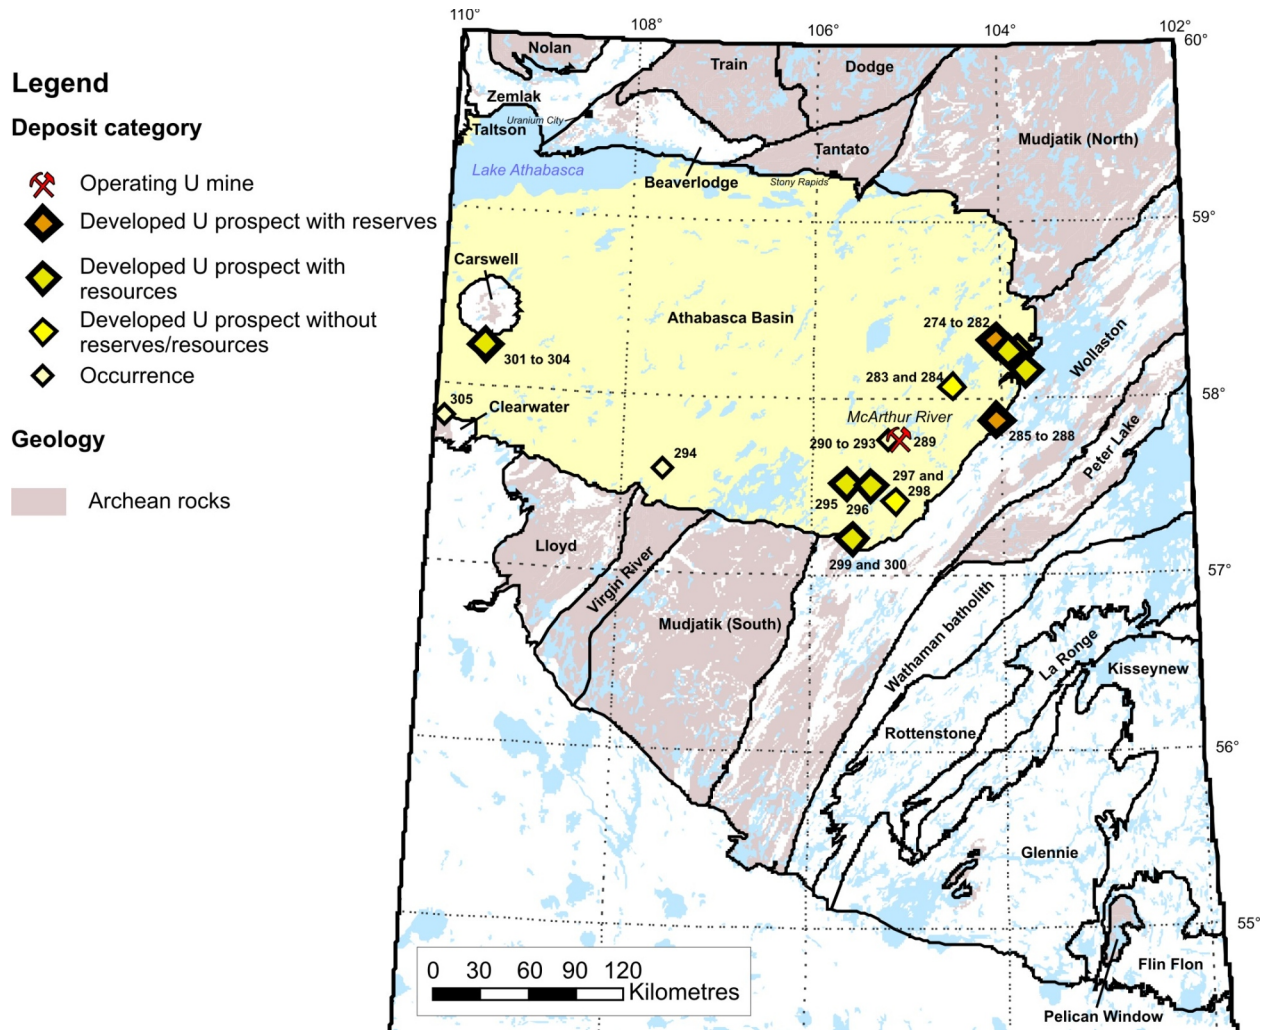 110°
108°
106°
104°
102°
60°
Legend
Deposit category
Operating U mine
Developed U prospect with reserves
Developed U prospect with
resources
Developed U prospect without
reserves/resources
Occurrence
Geology
Archean rocks
Nolan
Train
Dodge
Zemlak
Uranium City
Taltson
Mudjatik (North)
Tantato
Lake Athabasca
Beaverlodge
Stony Rapids
59°
Carswell
Athabasca Basin
274 to 282
Wollaston
301 to 304
283 and 284
58°
305
Clearwater
McArthur River
290 to 293
289
285 to 288
Peter Lake
294
297 and
298
295
296
Lloyd
299 and 300
57°
Virgin River
Mudjatik (South)
Wathaman batholith
La Ronge
Kisseynew
Rottenstone
56°
Glennie
55°
Flin Flon
Pelican Window
0 30 60 90 120
Kilometres